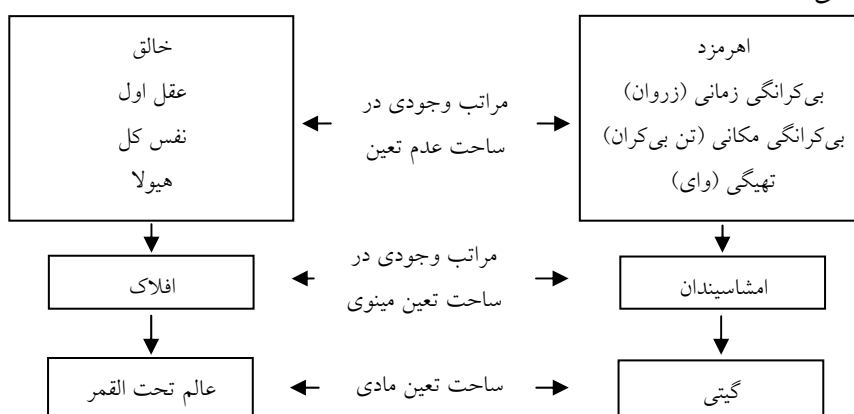 اهرمزد
بی‌کرانگی زمانی (زروان)
بی‌کرانگی مکانی (تن بی‌کران)
تهیگی (وای)
مراتب وجودی در
ساحت عدم تعین
خالق
عقل اول
نفس کل
هیولا
امشاسیندان
مراتب وجودی در
ساحت تعین مینوی
افلاک
گیتی
ساحت تعین مادی
عالم تحت القمر